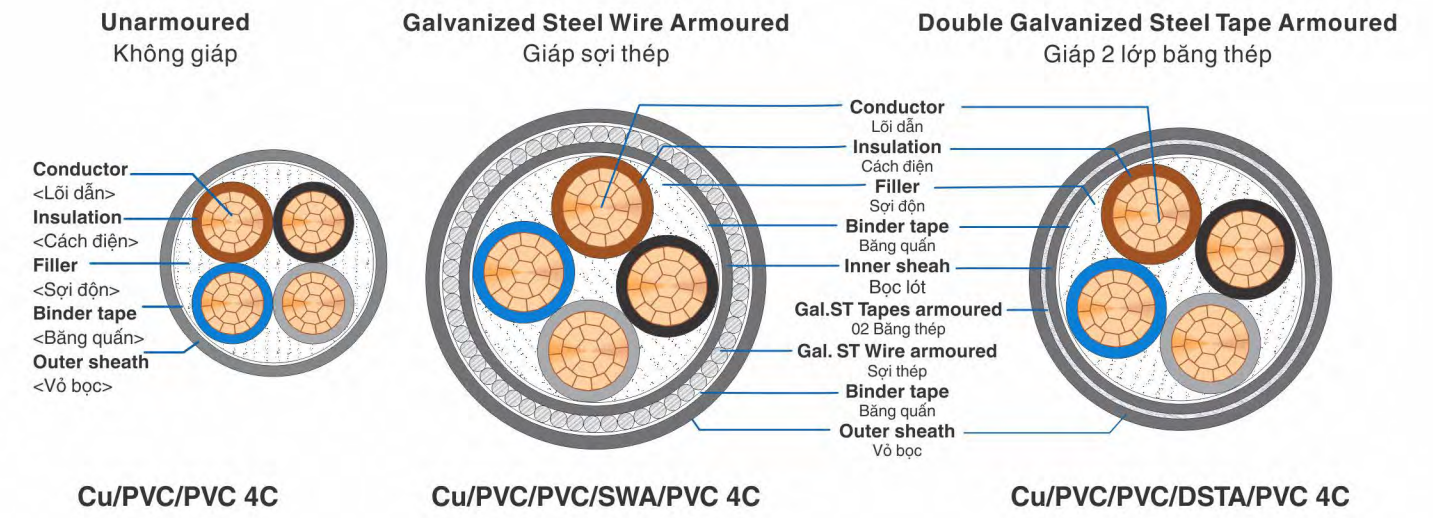 Unarmoured
Không giáp
Galvanized Steel Wire Armoured
Giáp sợi thép
Double Galvanized Steel Tape Armoured
Giáp 2 lớp băng thép
Conductor
<Lõi dẫn>
Insulation
<Cách điện>
Filler
<Sợi độn>
Binder tape
<Băng quấn>
Outer sheath
<Vỏ bọc>
Conductor
Lõi dẫn
Insulation
Cách điện
Filler
Sợi độn
Binder tape
Băng quấn
Inner sheah
Bọc lót
Gal.ST Tapes armoured
02 Băng thép
Gal. ST Wire armoured
Sợi thép
Binder tape
Băng quấn
Outer sheath
Vỏ bọc
Cu/PVC/PVC 4C
Cu/PVC/PVC/SWA/PVC 4C
Cu/PVC/PVC/DSTA/PVC 4C